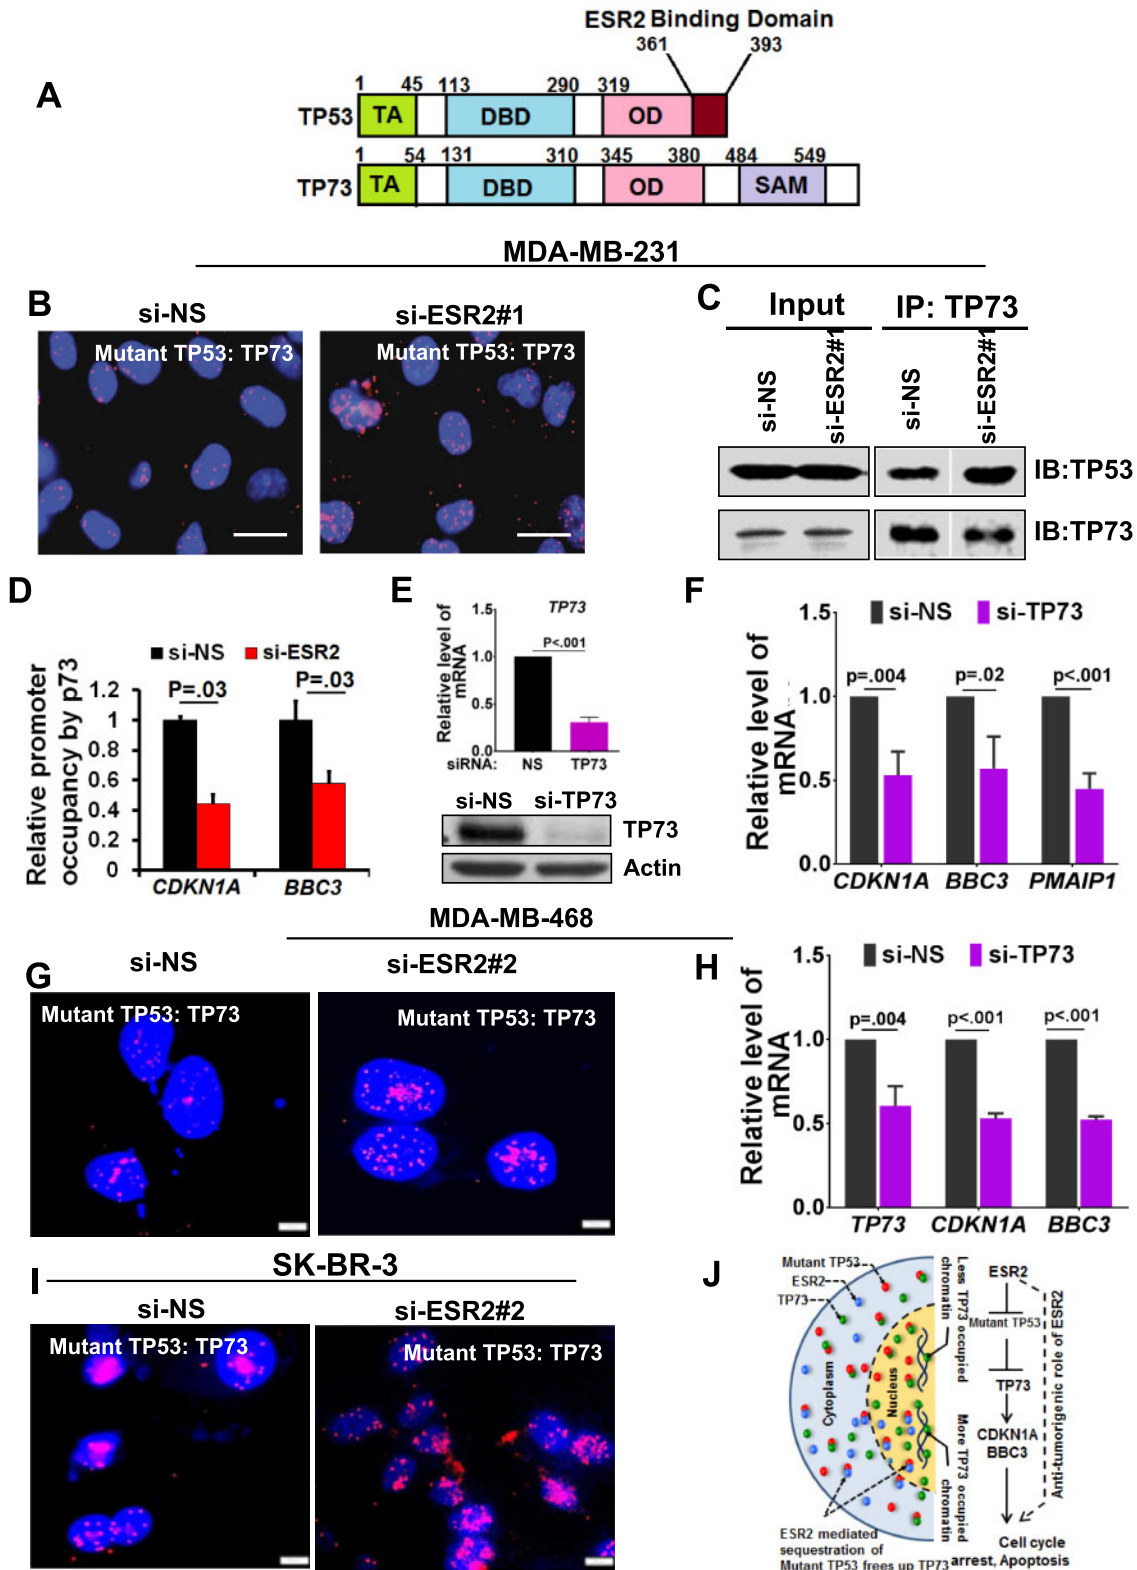 ESR2 Binding Domain
361 393
A
1 45 113 290 319
TP53 TA DBD OD
1 54 131 310 345 380 484 549
TP73 TA DBD OD SAM
MDA-MB-231
B
si-NS si-ESR2#1
Mutant TP53: TP73 Mutant TP53: TP73
C
Input IP: TP73
si-NS si-ESR2#1 si-NS si-ESR2#1
IB:TP53
IB:TP73
D
si-NS si-ESR2
Relative promoter
occupancy by p73
P=.03 P=.03
1.2
1
0.8
0.6
0.4
0.2
0
CDKN1A BBC3
E
TP73
Relative level of
mRNA
P<.001
1.5
1.0
0.5
0.0
siRNA: NS TP73
si-NS si-TP73
TP73
Actin
F
si-NS si-TP73
Relative level of
mRNA
p=.004 p=.02 p<.001
1.5
1.0
0.5
0.0
CDKN1A BBC3 PMAIP1
MDA-MB-468
G
si-NS si-ESR2#2
Mutant TP53: TP73 Mutant TP53: TP73
H
si-NS si-TP73
Relative level of
mRNA
p=.004 p<.001 p<.001
1.5
1.0
0.5
0.0
TP73 CDKN1A BBC3
I
SK-BR-3
si-NS si-ESR2#2
Mutant TP53: TP73 Mutant TP53: TP73
J
Mutant TP53
ESR2
TP73
Cytoplasm
Nucleus
Less TP73 occupied
chromatin
More TP73 occupied
chromatin
ESR2 mediated
sequestration of
Mutant TP53 frees up TP73
ESR2
Mutant TP53
TP73
CDKN1A
BBC3
Cell cycle
arrest, Apoptosis
Anti-tumorigenic role of ESR2